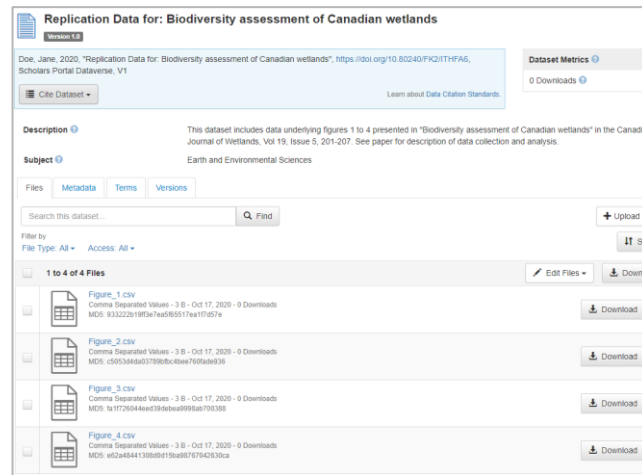 Replication Data for: Biodiversity assessment of Canadian wetlands
Version 1.0
Doe, Jane, 2020, "Replication Data for: Biodiversity assessment of Canadian wetlands", https://doi.org/10.80240/FK2/ITHFA6,
Scholars Portal Dataverse, V1
Cite Dataset
Learn about Data Citation Standards.
Dataset Metrics
0 Downloads
Description
This dataset includes data underlying figures 1 to 4 presented in "Biodiversity assessment of Canadian wetlands" in the Canadi
Journal of Wetlands, Vol 19, Issue 5, 201-207. See paper for description of data collection and analysis.
Subject
Earth and Environmental Sciences
Files Metadata Terms Versions
Search this dataset...
Find
+ Upload
Filter by
File Type: All Access: All
S
1 to 4 of 4 Files
Edit Files
Down
Figure_1.csv
Comma Separated Values - 3 B - Oct 17, 2020 - 0 Downloads
MD5:
Download
Figure_2.csv
Comma Separated Values - 3 B - Oct 17, 2020 - 0 Downloads
MD5:
Download
Figure_3.csv
Comma Separated Values - 3 B - Oct 17, 2020 - 0 Downloads
MD5:
Download
Figure_4.csv
Comma Separated Values - 3 B - Oct 17, 2020 - 0 Downloads
MD5:
Download